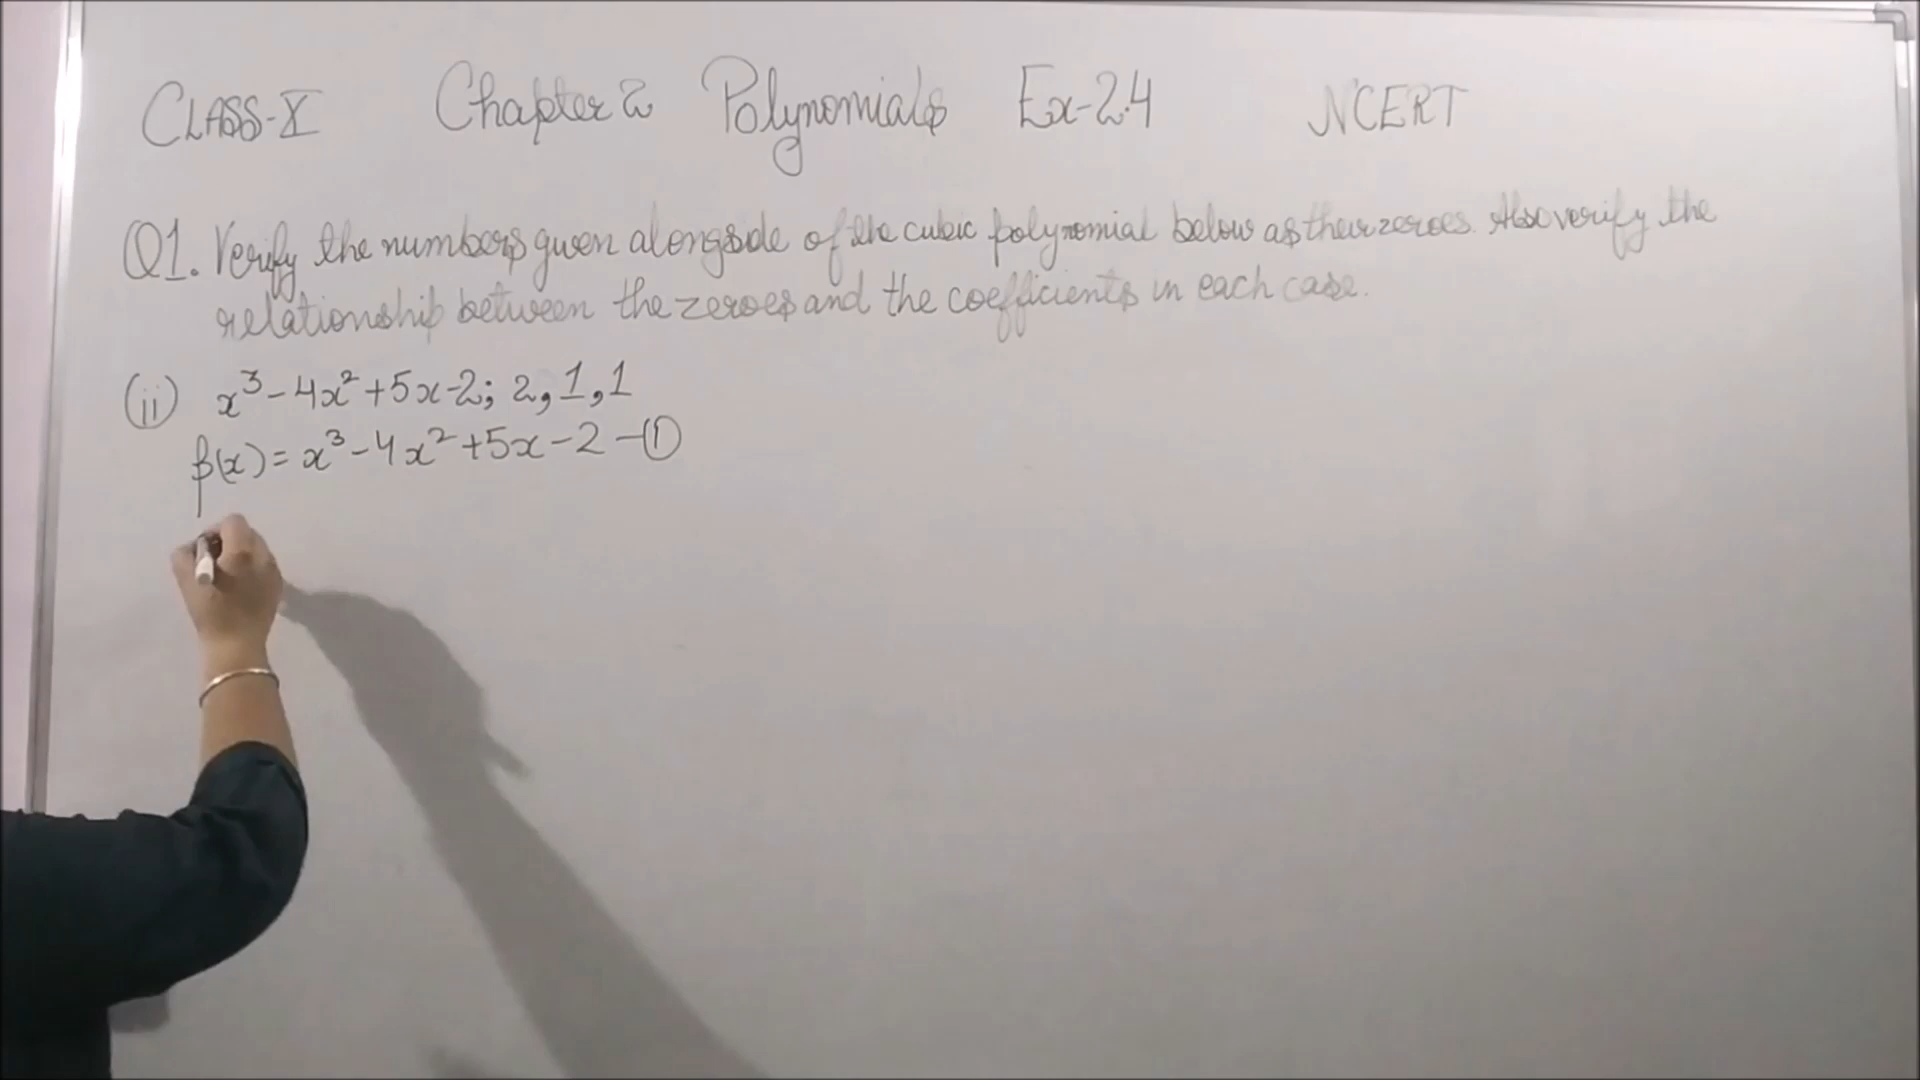 CLASS-X Chapter 2 Polynomials Ex-2.4 NCERT
Q1. Verify the numbers given alongside of the cubic polynomial below as their zeroes. Also verify the
relationship between the zeroes and the coefficients in each case.
(ii) x³-4x²+5x-2; 2,1,1
p(x)=x³-4x²+5x-2-①